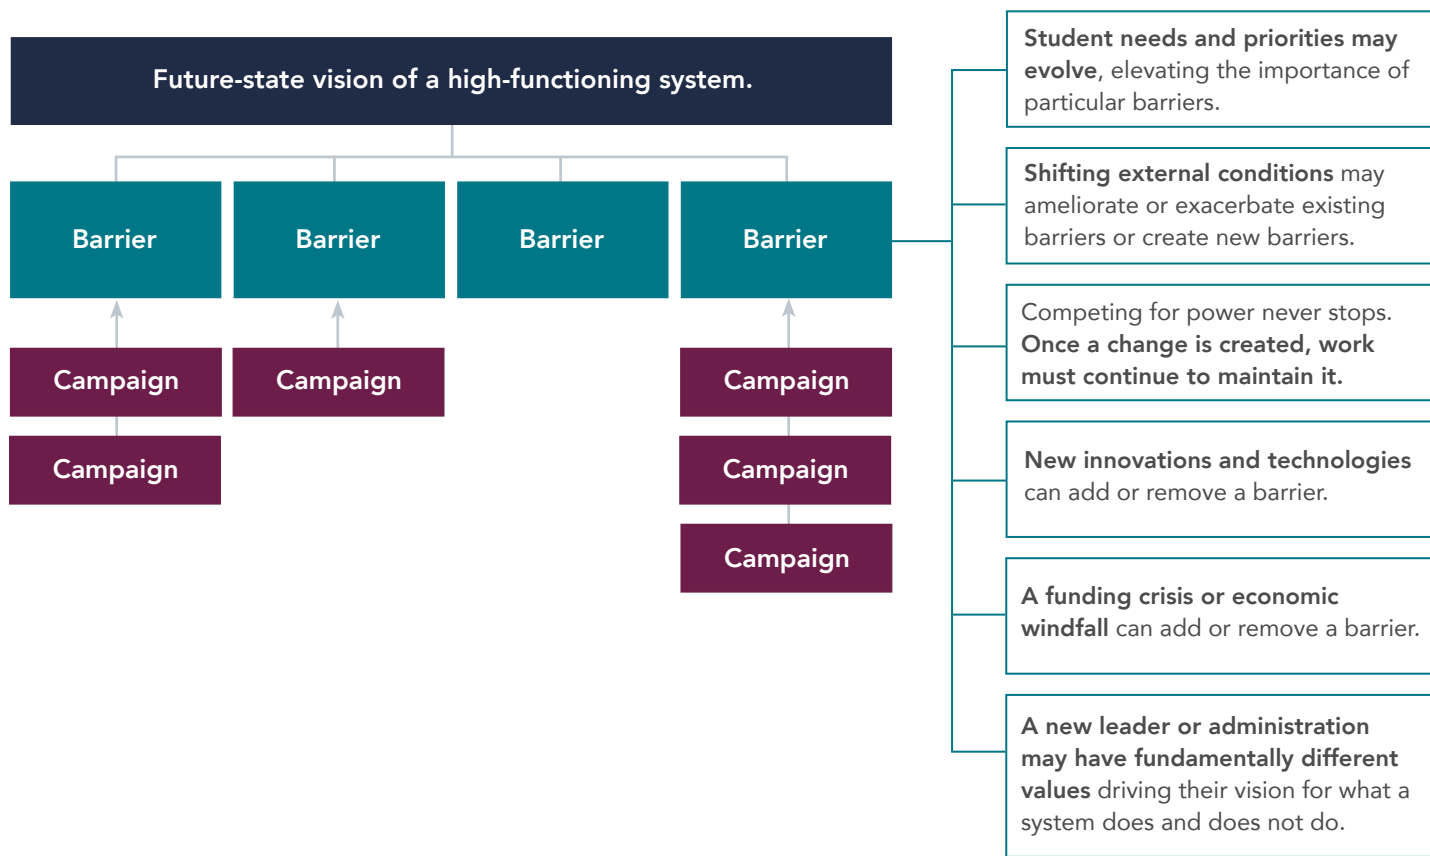 Future-state vision of a high-functioning system.
Barrier
Barrier
Barrier
Barrier
Campaign
Campaign
Campaign
Campaign
Campaign
Campaign
Student needs and priorities may
evolve, elevating the importance of
particular barriers.
Shifting external conditions may
ameliorate or exacerbate existing
barriers or create new barriers.
Competing for power never stops.
Once a change is created, work
must continue to maintain it.
New innovations and technologies
can add or remove a barrier.
A funding crisis or economic
windfall can add or remove a barrier.
A new leader or administration
may have fundamentally different
values driving their vision for what a
system does and does not do.